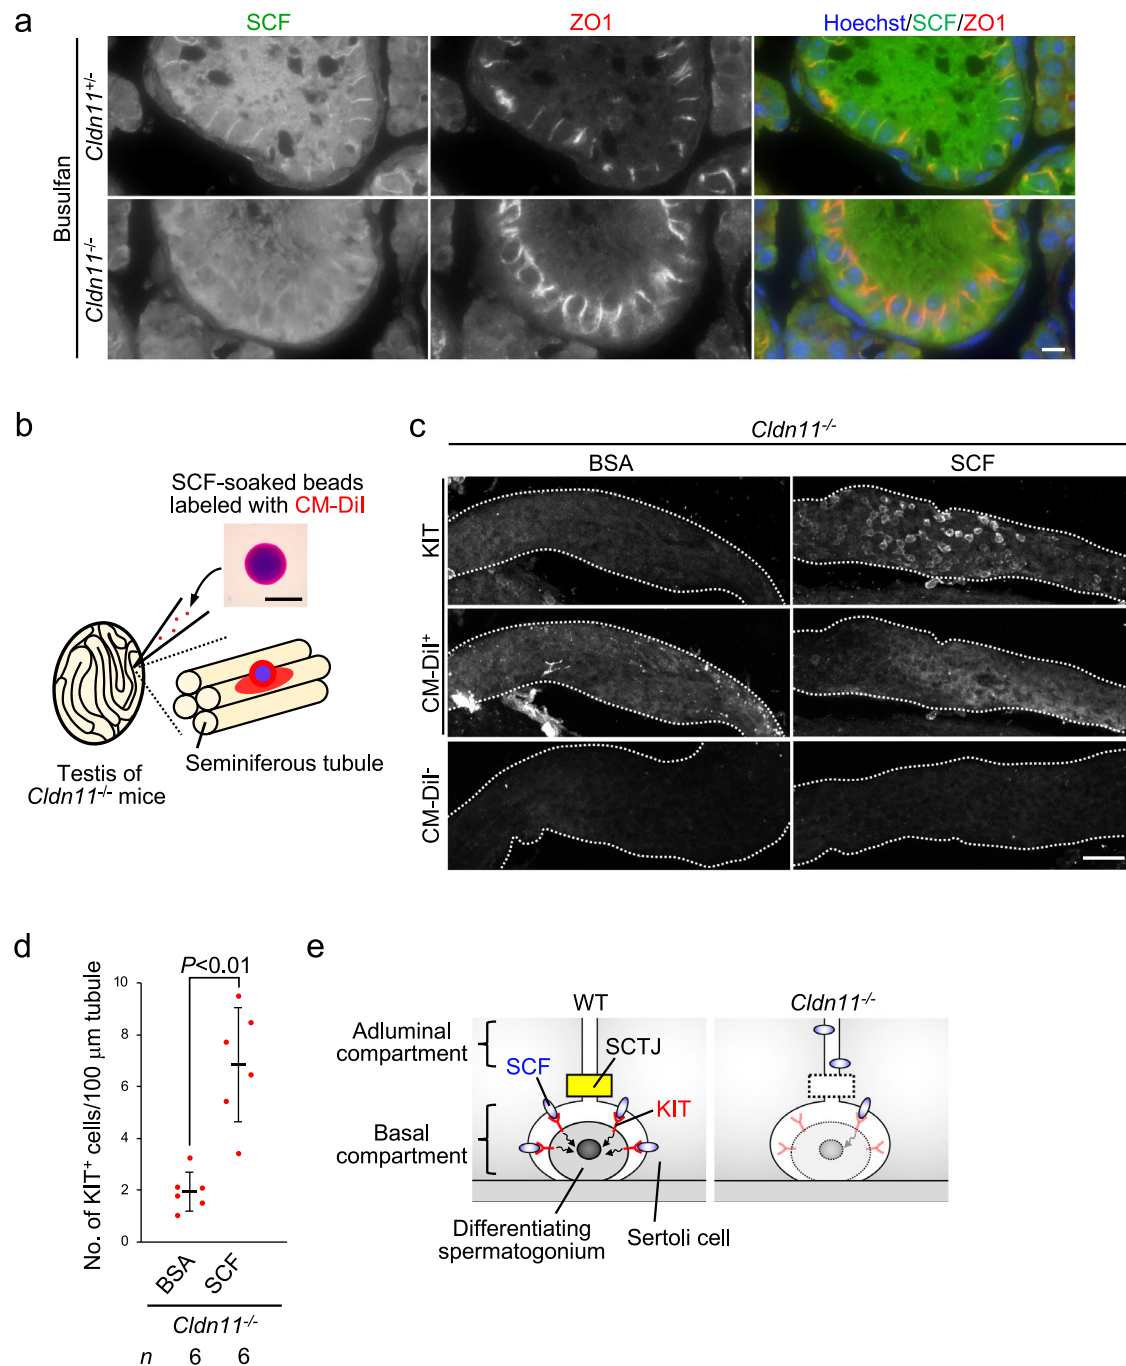 a
SCF
ZO1
Hoechst/SCF/ZO1
Busulfan
Cldn11+/-
Cldn11-/-
b
SCF-soaked beads
labeled with CM-DiI
Testis of
Cldn11-/- mice
Seminiferous tubule
c
Cldn11-/-
BSA
SCF
KIT
CM-DiI+
CM-DiI-
d
P<0.01
No. of KIT+ cells/100 μm tubule
10
8
6
4
2
0
BSA
SCF
Cldn11-/-
n 6 6
e
WT
Cldn11-/-
Adluminal
compartment
SCTJ
SCF
KIT
Basal
compartment
Differentiating
spermatogonium
Sertoli cell